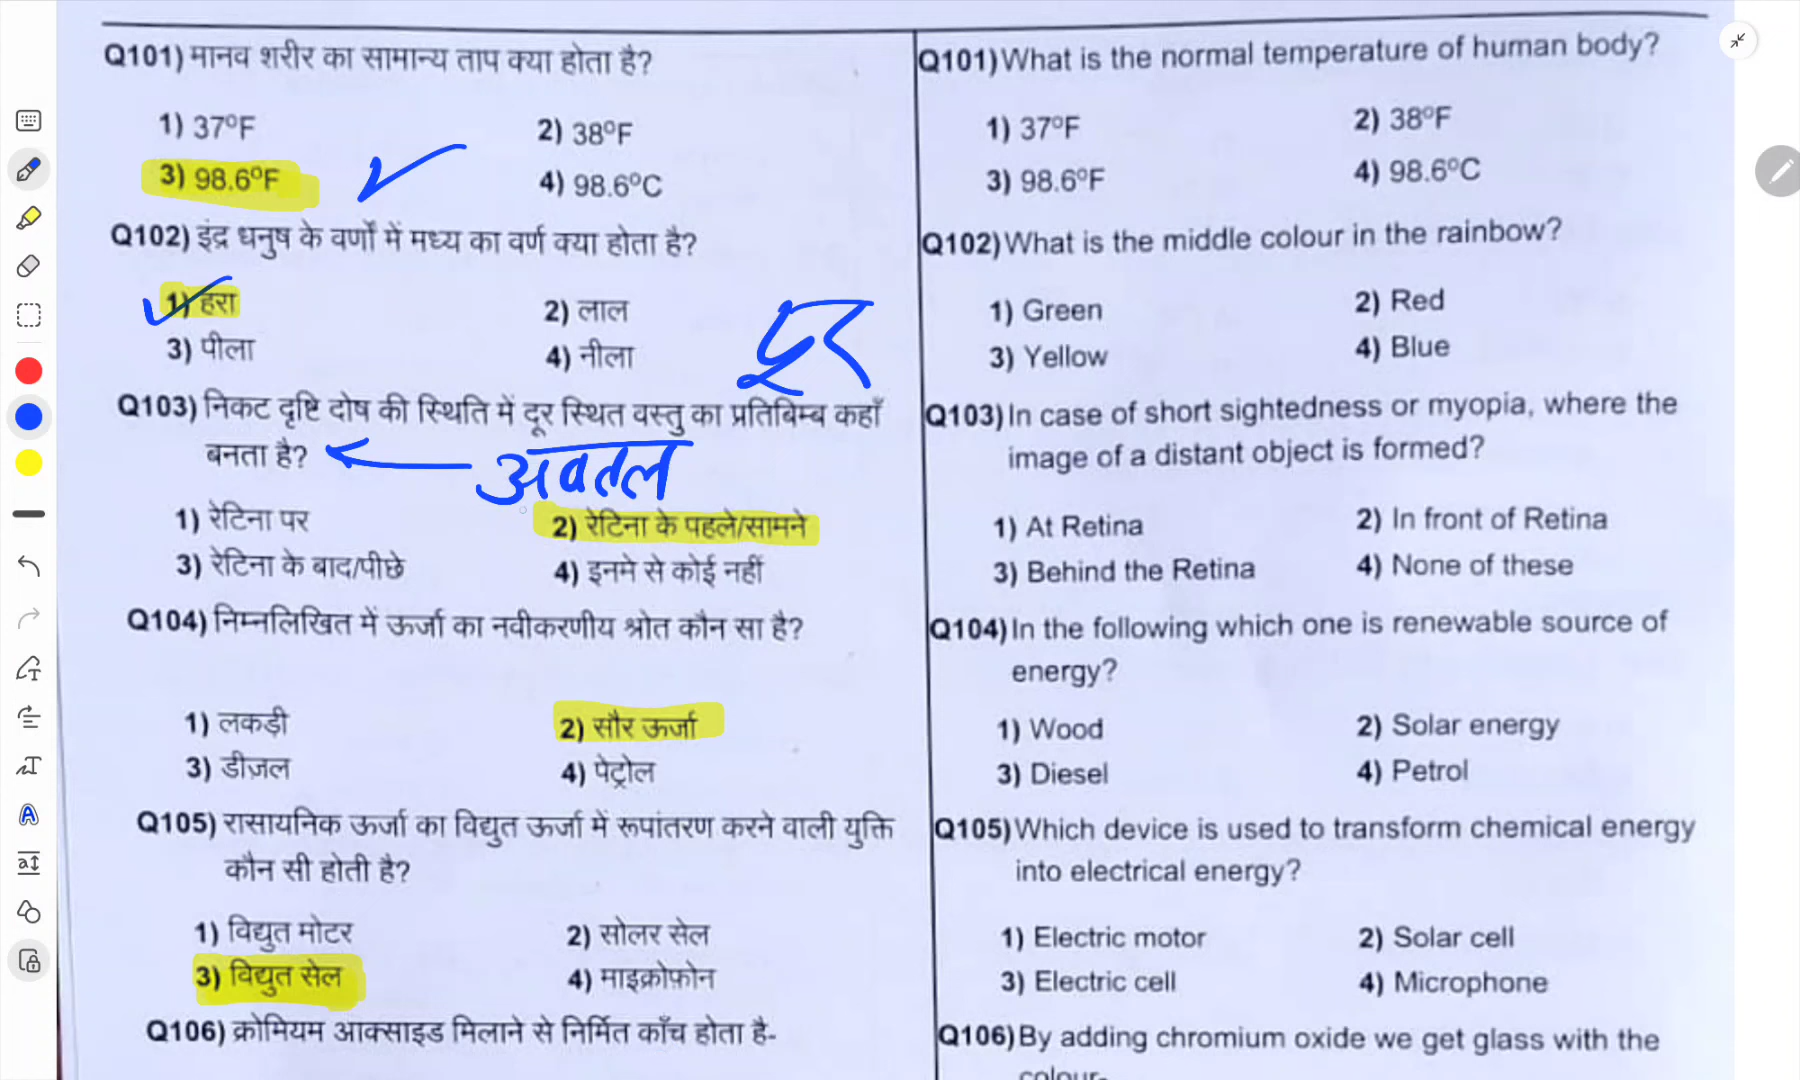 Q101) मानव शरीर का सामान्य ताप क्या होता है?
1) 37°F 2) 38°F
3) 98.6°F 4) 98.6°C
Q102) इंद्र धनुष के वर्णों में मध्य का वर्ण क्या होता है?
1) हरा 2) लाल
3) पीला 4) नीला
दूर
Q103) निकट दृष्टि दोष की स्थिति में दूर स्थित वस्तु का प्रतिबिम्ब कहाँ
बनता है?
अवतल
1) रेटिना पर 2) रेटिना के पहले/सामने
3) रेटिना के बाद/पीछे 4) इनमे से कोई नहीं
Q104) निम्नलिखित में ऊर्जा का नवीकरणीय श्रोत कौन सा है?
1) लकड़ी 2) सौर ऊर्जा
3) डीज़ल 4) पेट्रोल
Q105) रासायनिक ऊर्जा का विद्युत ऊर्जा में रूपांतरण करने वाली युक्ति
कौन सी होती है?
1) विद्युत मोटर 2) सोलर सेल
3) विद्युत सेल 4) माइक्रोफ़ोन
Q106) क्रोमियम आक्साइड मिलाने से निर्मित काँच होता है-
Q101) What is the normal temperature of human body?
1) 37°F 2) 38°F
3) 98.6°F 4) 98.6°C
Q102) What is the middle colour in the rainbow?
1) Green 2) Red
3) Yellow 4) Blue
Q103) In case of short sightedness or myopia, where the
image of a distant object is formed?
1) At Retina 2) In front of Retina
3) Behind the Retina 4) None of these
Q104) In the following which one is renewable source of
energy?
1) Wood 2) Solar energy
3) Diesel 4) Petrol
Q105) Which device is used to transform chemical energy
into electrical energy?
1) Electric motor 2) Solar cell
3) Electric cell 4) Microphone
Q106) By adding chromium oxide we get glass with the
colour-